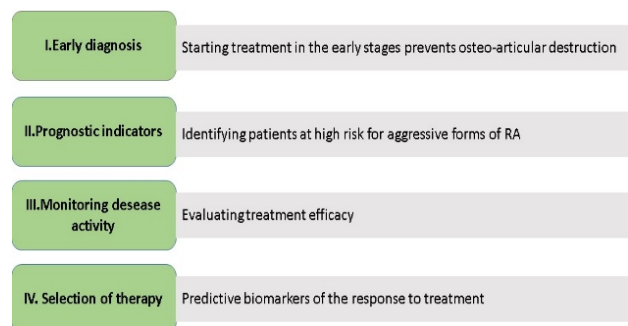 I.Early diagnosis
Starting treatment in the early stages prevents osteo-articular destruction
II.Prognostic indicators
Identifying patients at high risk for aggressive forms of RA
III.Monitoring desease
activity
Evaluating treatment efficacy
IV. Selection of therapy
Predictive biomarkers of the response to treatment